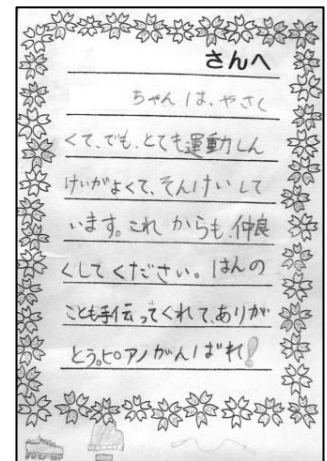 さんへ
ちゃんは、やさし
くて、でも、とても運動しん
けいがよくて、そんけいして
います。これからも、仲良
くしてください。はんの
ことも手伝ってくれて、ありが
とう。ピアノがんばれ!